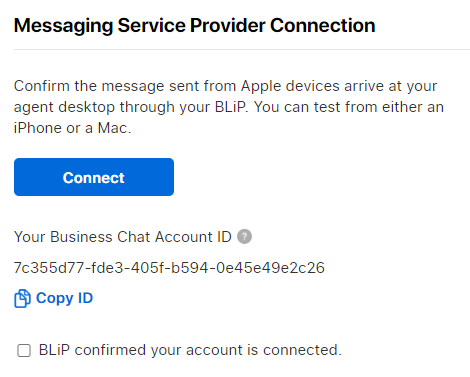 Messaging Service Provider Connection
Confirm the message sent from Apple devices arrive at your
agent desktop through your BLiP. You can test from either an
iPhone or a Mac.
Connect
Your Business Chat Account ID ?
7c355d77-fde3-405f-b594-0e45e49e2c26
Copy ID
BLiP confirmed your account is connected.